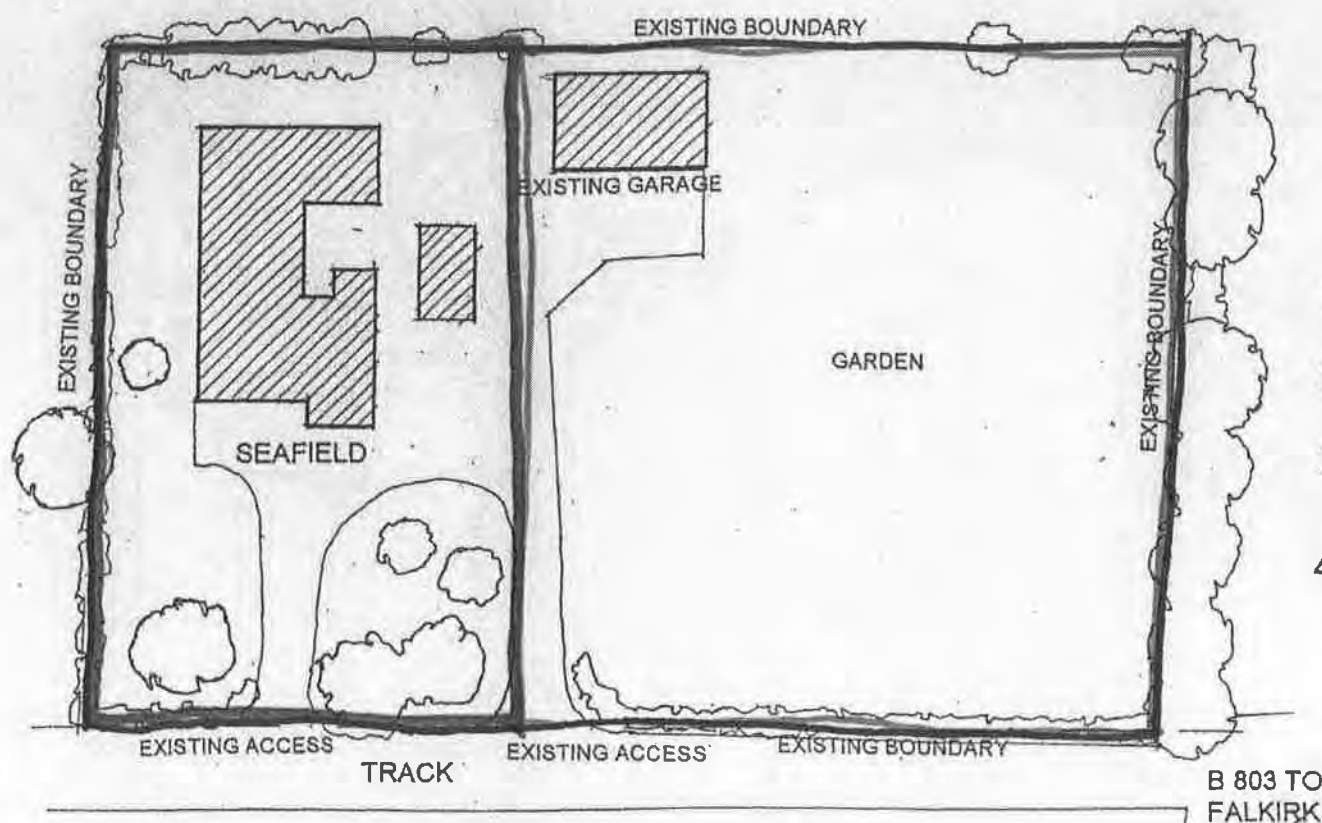 EXISTING BOUNDARY
EXISTING BOUNDARY
EXISTING GARAGE
EXISTING BOUNDARY
GARDEN
SEAFIELD
EXISTING ACCESS
EXISTING ACCESS
EXISTING BOUNDARY
TRACK
B 803 TO
FALKIRK